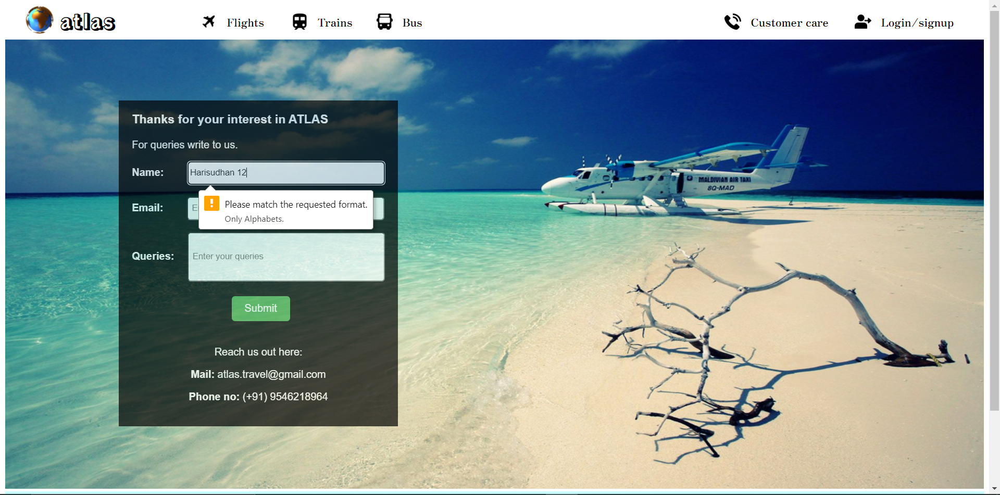 atlas
Flights
Trains
Bus
Customer care
Login/signup
Thanks for your interest in ATLAS
For queries write to us.
Name:
Harisudhan 12
Please match the requested format.
Only Alphabets.
Email:
Queries:
Enter your queries
Submit
Reach us out here:
Mail: atlas.travel@gmail.com
Phone no: (+91) 9546218964
MALDIVIAN AIR TAXI
8Q-MAD